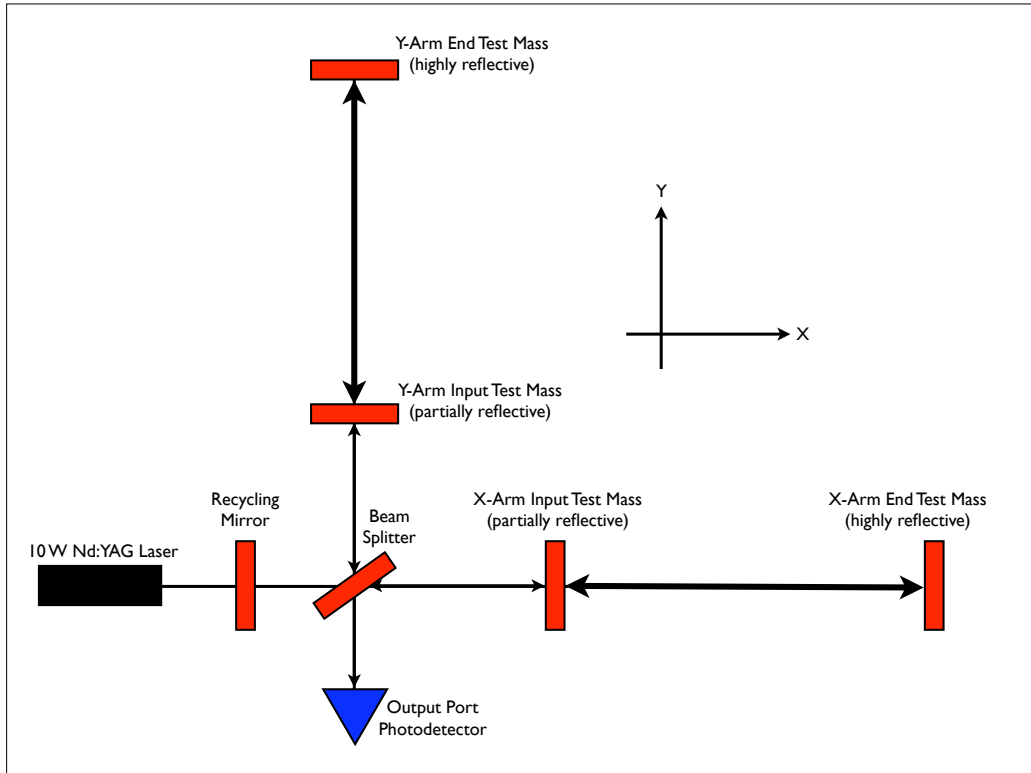 Y-Arm End Test Mass
(highly reflective)
Y
X
Y-Arm Input Test Mass
(partially reflective)
Recycling
Mirror
Beam
Splitter
X-Arm Input Test Mass
(partially reflective)
X-Arm End Test Mass
(highly reflective)
10 W Nd:YAG Laser
Output Port
Photodetector